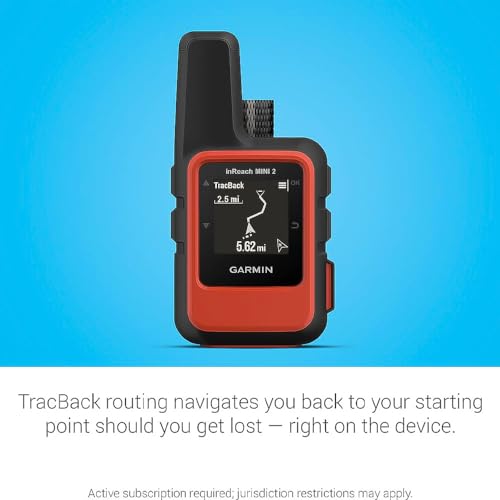 inReach MINI 2
TracBack
OK
2.5 mi
5.62 mi
GARMIN
TracBack routing navigates you back to your starting
point should you get lost — right on the device.
Active subscription required; jurisdiction restrictions may apply.